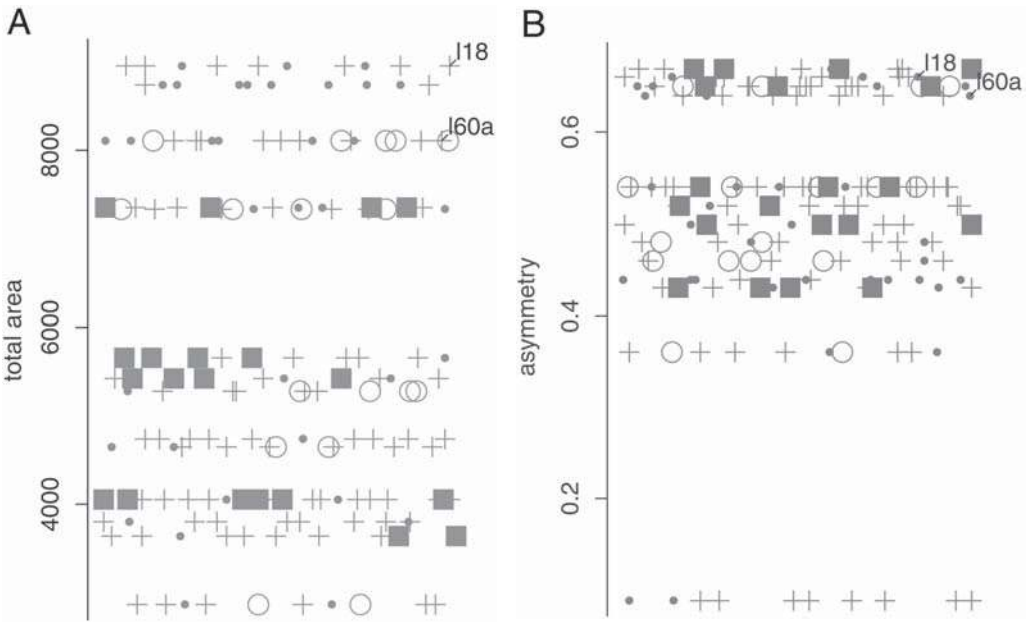 A
total area
8000
6000
4000
I18
I60a
B
asymmetry
0.6
0.4
0.2
I18
I60a